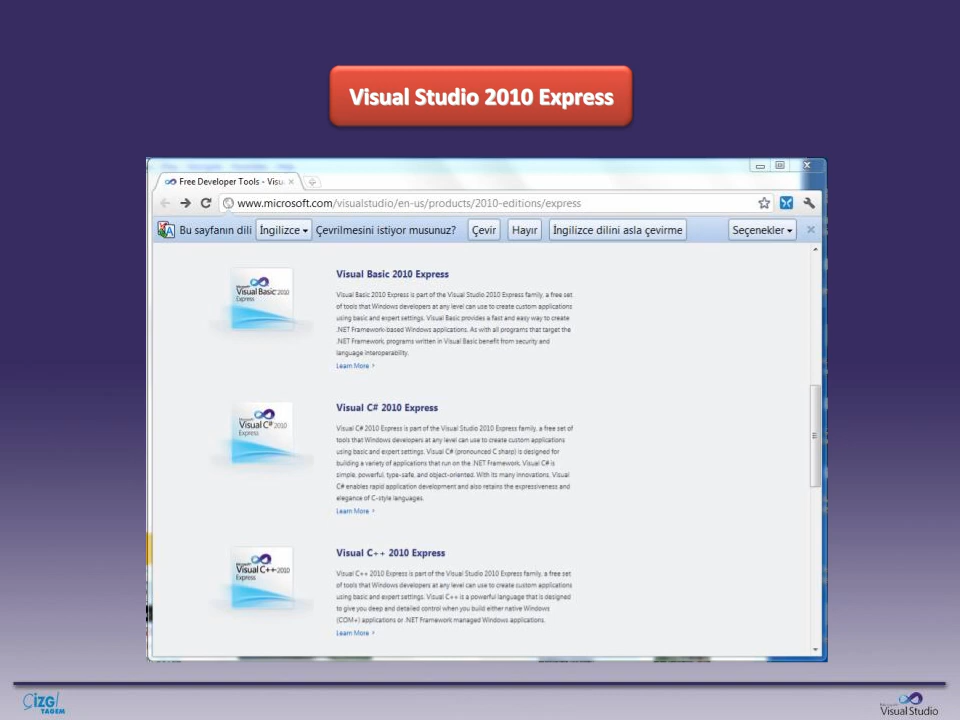 Visual Studio 2010 Express
Free Developer Tools - Visu
www.microsoft.com/visualstudio/en-us/products/2010-editions/express
Bu sayfanın dili İngilizce Çevrilmesini istiyor musunuz? Çevir Hayır İngilizce dilini asla çevirme Seçenekler
Visual Basic 2010
Express
Visual Basic 2010 Express
Visual Basic 2010 Express is part of the Visual Studio 2010 Express family, a free set
of tools that Windows developers at any level can use to create custom applications
using basic and expert settings. Visual Basic provides a fast and easy way to create
.NET Framework-based Windows applications. As with all programs that target the
.NET Framework, programs written in Visual Basic benefit from security and
language interoperability.
Learn More
Visual C# 2010
Express
Visual C# 2010 Express
Visual C# 2010 Express is part of the Visual Studio 2010 Express family, a free set of
tools that Windows developers at any level can use to create custom applications
using basic and expert settings. Visual C# (pronounced C sharp) is designed for
building a variety of applications that run on the .NET Framework. Visual C# is
simple, powerful, type-safe, and object-oriented. With its many innovations, Visual
C# enables rapid application development and also retains the expressiveness and
elegance of C-style languages.
Learn More
Visual C++ 2010
Express
Visual C++ 2010 Express
Visual C++ 2010 Express is part of the Visual Studio 2010 Express family, a free set
of tools that Windows developers at any level can use to create custom applications
using basic and expert settings. Visual C++ is a powerful language that is designed
to give you deep and detailed control when you build either native Windows
(COM+) applications or .NET Framework managed Windows applications.
Learn More
ÇizGİ
TAGEM
Visual Studio